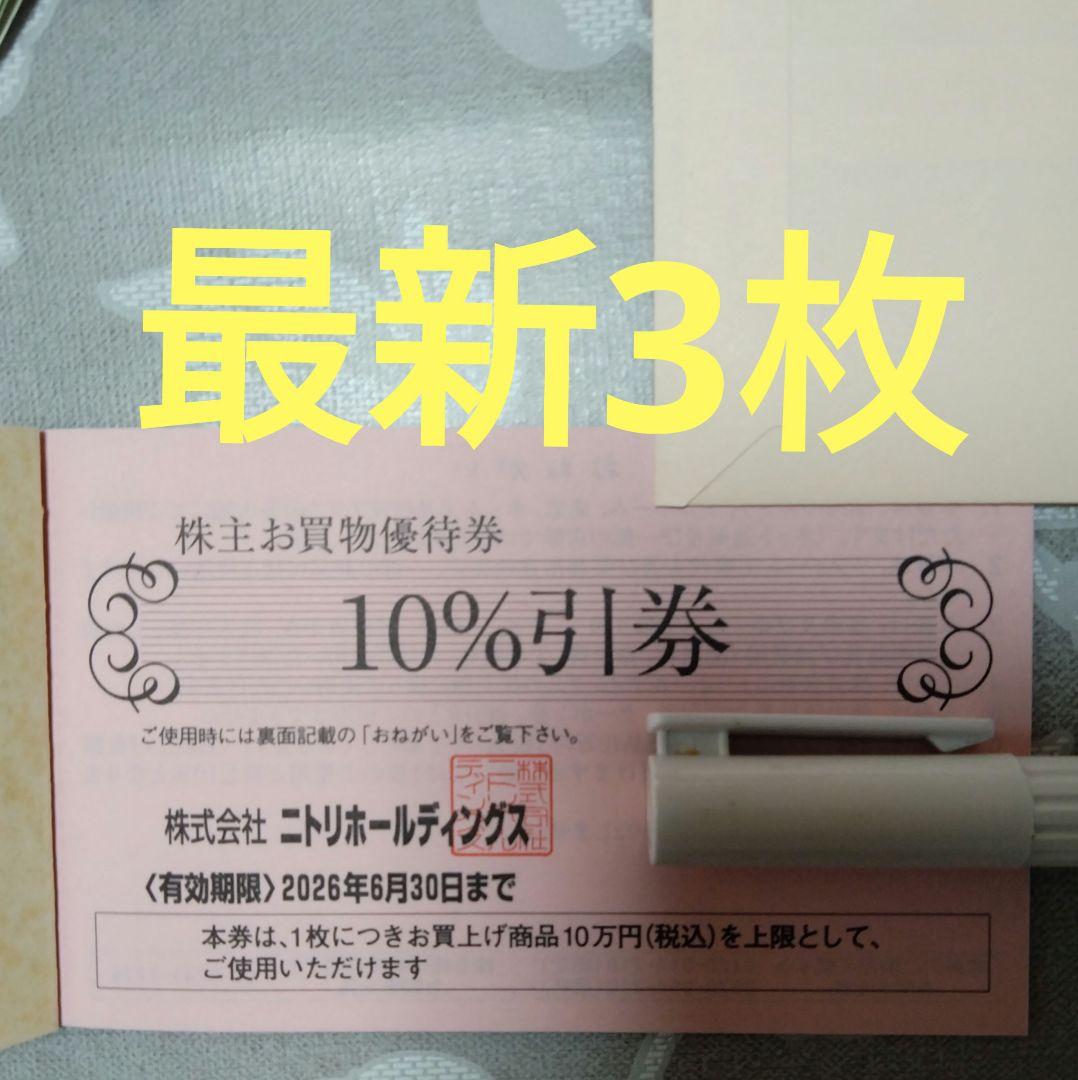 最新3枚
株主お買物優待券
10%引券
ご使用時には裏面記載の「おねがい」をご覧下さい。
株式会社 ニトリホールディングス
〈有効期限〉2026年6月30日まで
本券は、1枚につきお買上げ商品10万円(税込)を上限として、
ご使用いただけます